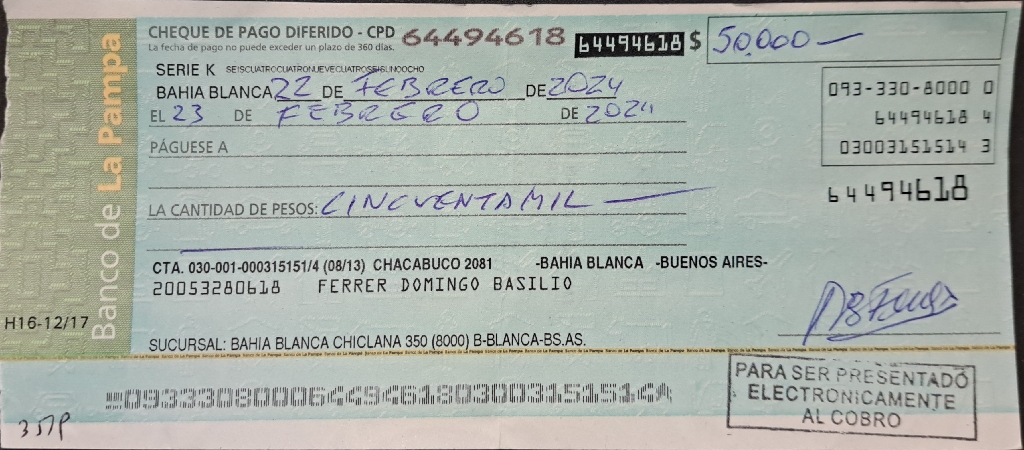 Banco de La Pampa
H16-12/17
CHEQUE DE PAGO DIFERIDO - CPD 64494618 64494618 $ 50.000 —
La fecha de pago no puede exceder un plazo de 360 días.
SERIE K SEISCUATROCUATRONUEVECUATROSEISUNOOCHO
BAHIA BLANCA 22 DE FEBRERO DE 2024
EL 23 DE FEBRERO DE 2024
093-330-8000 0
64494618 4
03003151514 3
64494618
PÁGUESE A
LA CANTIDAD DE PESOS: CINCUENTA MIL —
CTA. 030-001-000315151/4 (08/13) CHACABUCO 2081 -BAHIA BLANCA -BUENOS AIRES-
20053280618 FERRER DOMINGO BASILIO
SUCURSAL: BAHIA BLANCA CHICLANA 350 (8000) B-BLANCA-BS.AS.
09333080006449461803003151514
PARA SER PRESENTADO
ELECTRONICAMENTE
AL COBRO